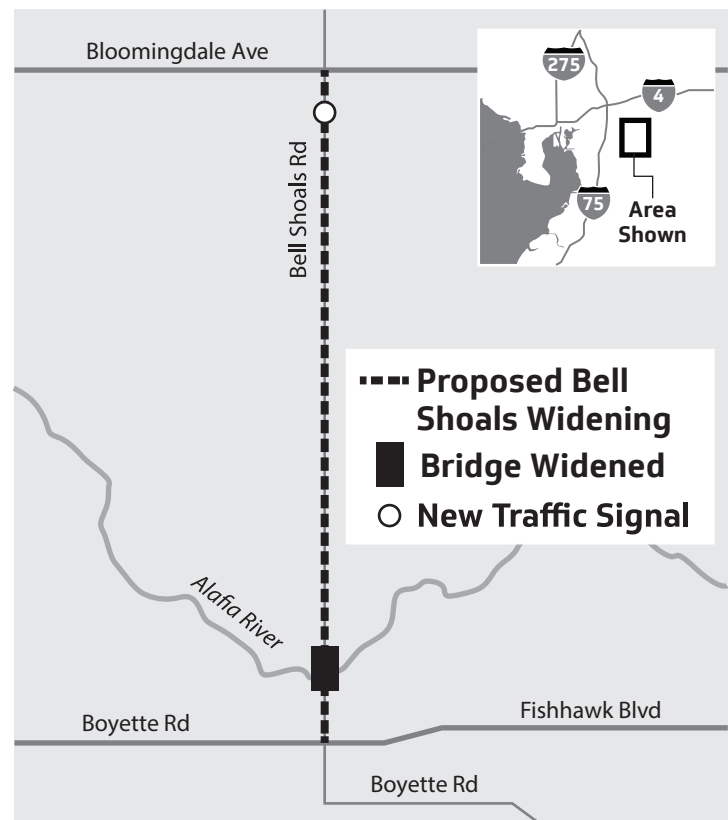 Bloomingdale Ave
275
4
75
Area
Shown
Bell Shoals Rd
Proposed Bell
Shoals Widening
Bridge Widened
New Traffic Signal
Alafia River
Boyette Rd
Fishhawk Blvd
Boyette Rd